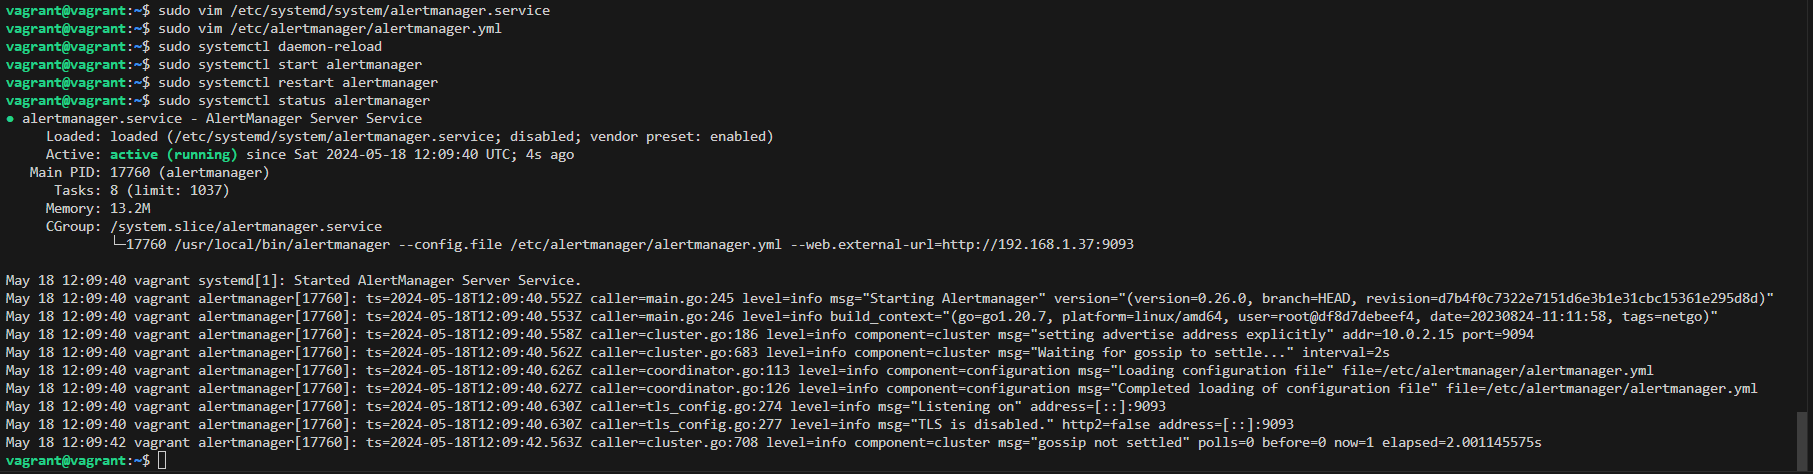 vagrant@vagrant:~$ sudo vim /etc/systemd/system/alertmanager.service
vagrant@vagrant:~$ sudo vim /etc/alertmanager/alertmanager.yml
vagrant@vagrant:~$ sudo systemctl daemon-reload
vagrant@vagrant:~$ sudo systemctl start alertmanager
vagrant@vagrant:~$ sudo systemctl restart alertmanager
vagrant@vagrant:~$ sudo systemctl status alertmanager
● alertmanager.service - AlertManager Server Service
     Loaded: loaded (/etc/systemd/system/alertmanager.service; disabled; vendor preset: enabled)
     Active: active (running) since Sat 2024-05-18 12:09:40 UTC; 4s ago
   Main PID: 17760 (alertmanager)
      Tasks: 8 (limit: 1037)
     Memory: 13.2M
     CGroup: /system.slice/alertmanager.service
             └─17760 /usr/local/bin/alertmanager --config.file /etc/alertmanager/alertmanager.yml --web.external-url=http://192.168.1.37:9093
May 18 12:09:40 vagrant systemd[1]: Started AlertManager Server Service.
May 18 12:09:40 vagrant alertmanager[17760]: ts=2024-05-18T12:09:40.552Z caller=main.go:245 level=info msg="Starting Alertmanager" version="(version=0.26.0, branch=HEAD, revision=d7b4f0c7322e7151d6e3b1e31cbc15361e295d8d)"
May 18 12:09:40 vagrant alertmanager[17760]: ts=2024-05-18T12:09:40.553Z caller=main.go:246 level=info build_context="(go=go1.20.7, platform=linux/amd64, user=root@df8d7debeef4, date=20230824-11:11:58, tags=netgo)"
May 18 12:09:40 vagrant alertmanager[17760]: ts=2024-05-18T12:09:40.558Z caller=cluster.go:186 level=info component=cluster msg="setting advertise address explicitly" addr=10.0.2.15 port=9094
May 18 12:09:40 vagrant alertmanager[17760]: ts=2024-05-18T12:09:40.562Z caller=cluster.go:683 level=info component=cluster msg="Waiting for gossip to settle..." interval=2s
May 18 12:09:40 vagrant alertmanager[17760]: ts=2024-05-18T12:09:40.626Z caller=coordinator.go:113 level=info component=configuration msg="Loading configuration file" file=/etc/alertmanager/alertmanager.yml
May 18 12:09:40 vagrant alertmanager[17760]: ts=2024-05-18T12:09:40.627Z caller=coordinator.go:126 level=info component=configuration msg="Completed loading of configuration file" file=/etc/alertmanager/alertmanager.yml
May 18 12:09:40 vagrant alertmanager[17760]: ts=2024-05-18T12:09:40.630Z caller=tls_config.go:274 level=info msg="Listening on" address=[::]:9093
May 18 12:09:40 vagrant alertmanager[17760]: ts=2024-05-18T12:09:40.630Z caller=tls_config.go:277 level=info msg="TLS is disabled." http2=false address=[::]:9093
May 18 12:09:42 vagrant alertmanager[17760]: ts=2024-05-18T12:09:42.563Z caller=cluster.go:708 level=info component=cluster msg="gossip not settled" polls=0 before=0 now=1 elapsed=2.001145575s
vagrant@vagrant:~$